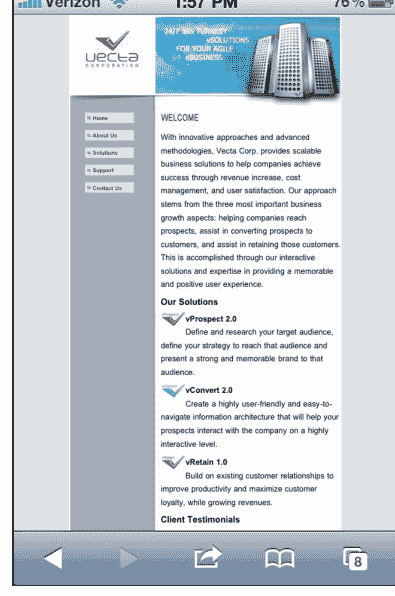 Verizon 1:57 PM 76%
24/7 365 TURNKEY
vSOLUTIONS
FOR YOUR AGILE
eBUSINESS
vecta
CORPORATION
Home
About Us
Solutions
Support
Contact Us
WELCOME
With innovative approaches and advanced
methodologies, Vecta Corp. provides scalable
business solutions to help companies achieve
success through revenue increase, cost
management, and user satisfaction. Our approach
stems from the three most important business
growth aspects: helping companies reach
prospects, assist in converting prospects to
customers, and assist in retaining those customers.
This is accomplished through our interactive
solutions and expertise in providing a memorable
and positive user experience.
Our Solutions
vProspect 2.0
Define and research your target audience,
define your strategy to reach that audience and
present a strong and memorable brand to that
audience.
vConvert 2.0
Create a highly user-friendly and easy-to-
navigate information architecture that will help your
prospects interact with the company on a highly
interactive level.
vRetain 1.0
Build on existing customer relationships to
improve productivity and maximize customer
loyalty, while growing revenues.
Client Testimonials
8